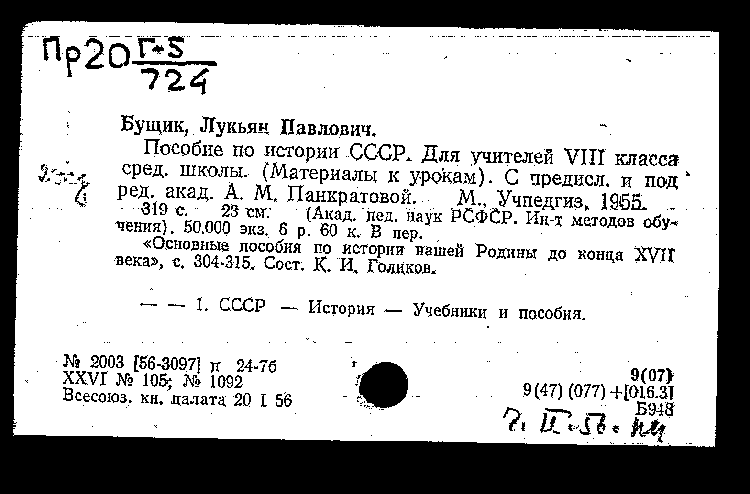 Пр20 Г-5
724
Бущик, Лукьян Павлович.
Пособие по истории СССР. Для учителей VIII класса
сред. школы. (Материалы к урокам). С предисл. и под
ред. акад. А. М. Панкратовой. М., Учпедгиз, 1955.
319 с. 23 см. (Акад. пед. наук РСФСР. Ин-т методов обу-
чения). 50.000 экз. 6 р. 60 к. В пер.
«Основные пособия по истории нашей Родины до конца XVII
века», с. 304-315. Сост. К. И. Голиков.
— — 1. СССР — История — Учебники и пособия.
№ 2003 [56-3097] п 24-7б
XXVI № 105; № 1092
Всесоюз. кн. палата 20 I 56
9(07)
9(47)(077)+[016.3]
Б948